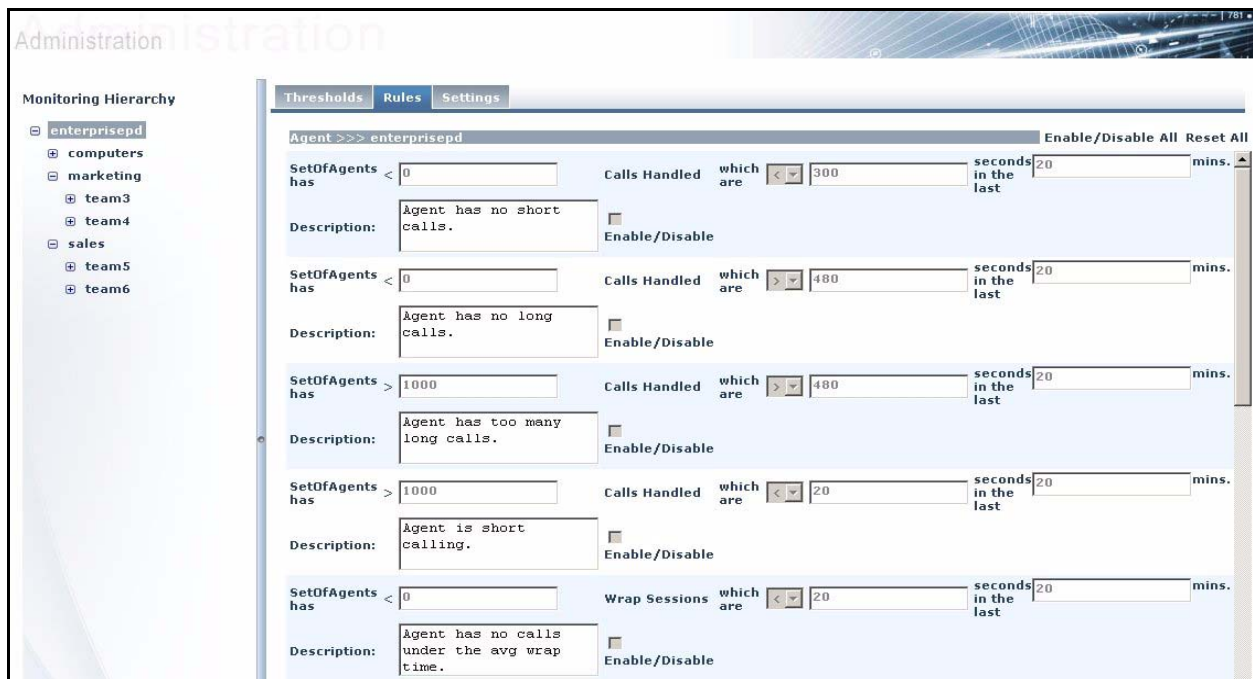 | 781
Administration
Monitoring Hierarchy
enterprisepd
computers
marketing
team3
team4
sales
team5
team6
Thresholds Rules Settings
Agent >>> enterprisepd Enable/Disable All Reset All
SetOfAgents has < 0 Calls Handled which are < 300 seconds in the last 20 mins.
Description: Agent has no short calls. Enable/Disable
SetOfAgents has < 0 Calls Handled which are > 480 seconds in the last 20 mins.
Description: Agent has no long calls. Enable/Disable
SetOfAgents has > 1000 Calls Handled which are > 480 seconds in the last 20 mins.
Description: Agent has too many long calls. Enable/Disable
SetOfAgents has > 1000 Calls Handled which are < 20 seconds in the last 20 mins.
Description: Agent is short calling. Enable/Disable
SetOfAgents has < 0 Wrap Sessions which are < 20 seconds in the last 20 mins.
Description: Agent has no calls under the avg wrap time. Enable/Disable